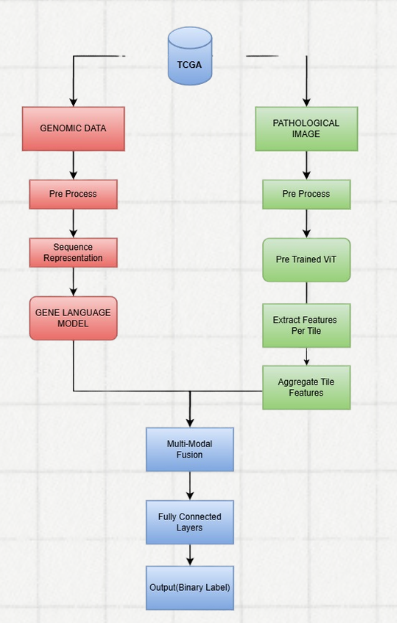 TCGA
GENOMIC DATA
PATHOLOGICAL
IMAGE
Pre Process
Pre Process
Sequence
Representation
Pre Trained ViT
GENE LANGUAGE
MODEL
Extract Features
Per Tile
Aggregate Tile
Features
Multi-Modal
Fusion
Fully Connected
Layers
Output(Binary Label)